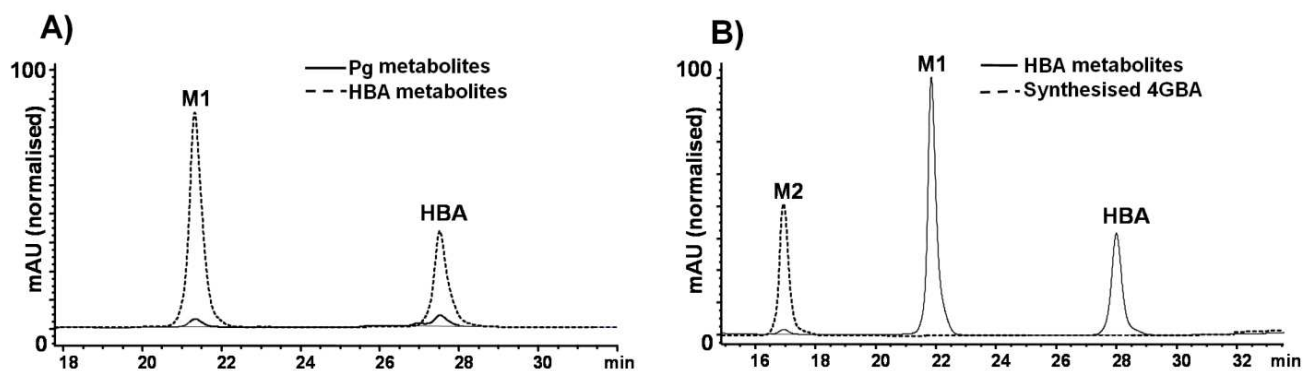 A)
100
mAU (normalised)
0
M1
HBA
Pg metabolites
HBA metabolites
18 20 22 24 26 28 30 min
B)
100
mAU (normalised)
0
M2
M1
HBA
HBA metabolites
Synthesised 4GBA
16 18 20 22 24 26 28 30 32 min